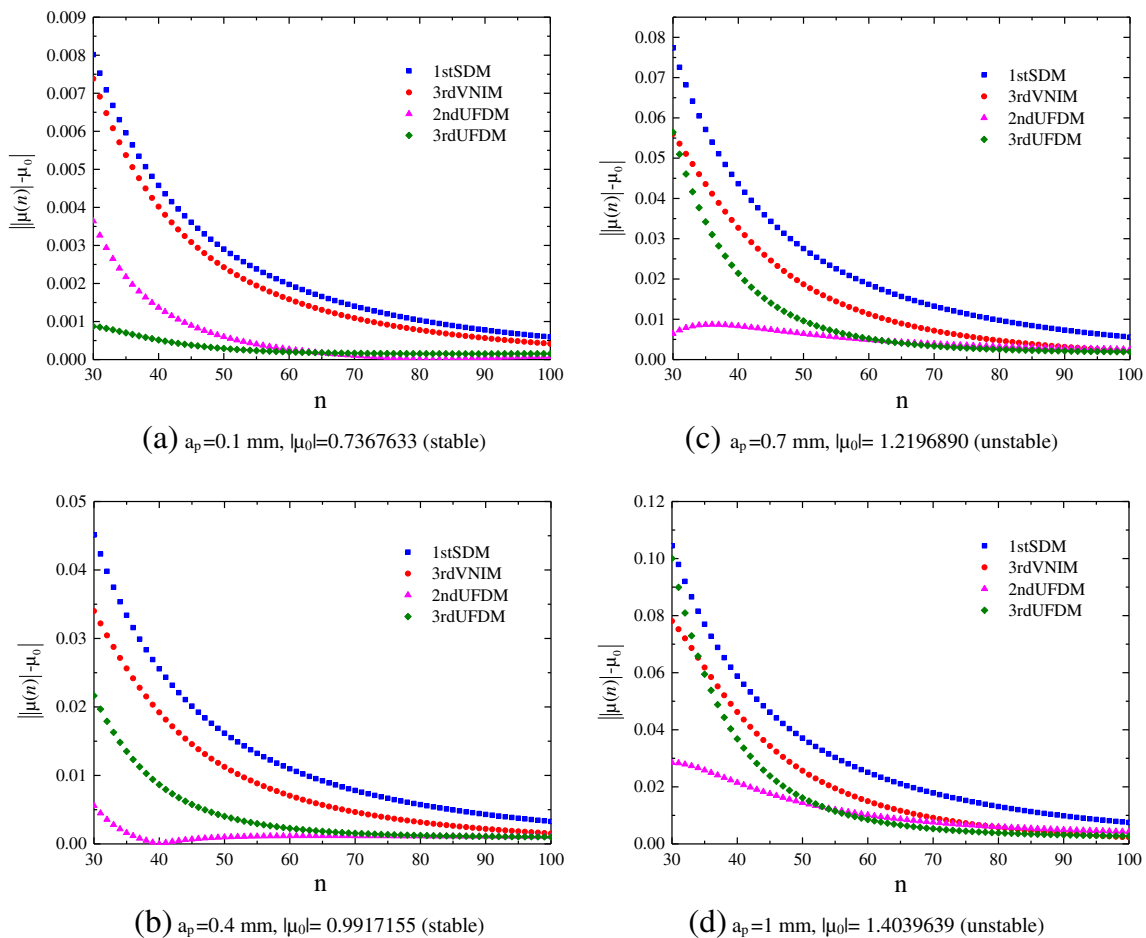 0.009
0.008
0.007
0.006
0.005
0.004
0.003
0.002
0.001
0.000
||μ(n)|-μ₀|
1stSDM
3rdVNIM
2ndUFDM
3rdUFDM
30 40 50 60 70 80 90 100
n
(a) aₚ=0.1 mm, |μ₀|=0.7367633 (stable)
0.08
0.07
0.06
0.05
0.04
0.03
0.02
0.01
0.00
||μ(n)|-μ₀|
1stSDM
3rdVNIM
2ndUFDM
3rdUFDM
30 40 50 60 70 80 90 100
n
(c) aₚ=0.7 mm, |μ₀|= 1.2196890 (unstable)
0.05
0.04
0.03
0.02
0.01
0.00
||μ(n)|-μ₀|
1stSDM
3rdVNIM
2ndUFDM
3rdUFDM
30 40 50 60 70 80 90 100
n
(b) aₚ=0.4 mm, |μ₀|= 0.9917155 (stable)
0.12
0.10
0.08
0.06
0.04
0.02
0.00
||μ(n)|-μ₀|
1stSDM
3rdVNIM
2ndUFDM
3rdUFDM
30 40 50 60 70 80 90 100
n
(d) aₚ=1 mm, |μ₀|= 1.4039639 (unstable)